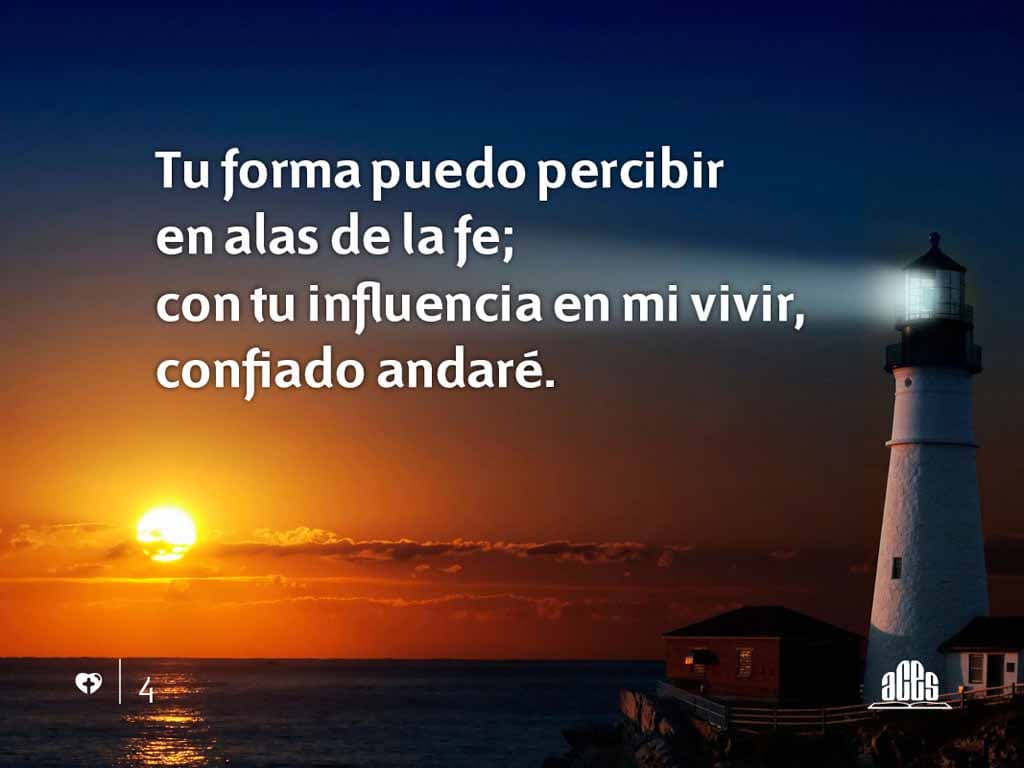 Tu forma puedo percibir
en alas de la fe;
con tu influencia en mi vivir,
confiado andaré.
4
aces